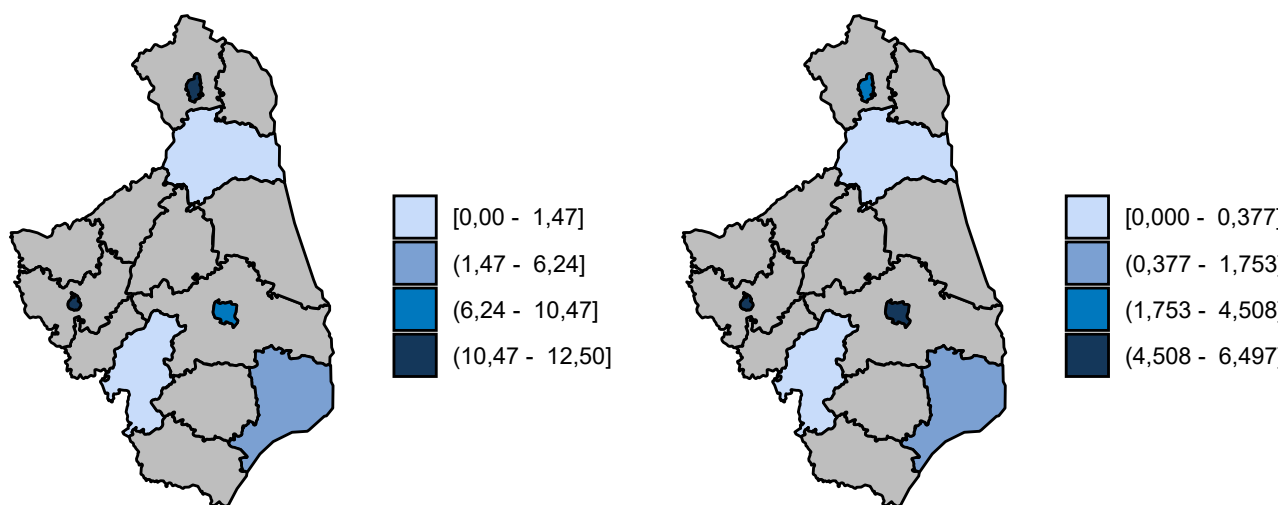 [0,00 - 1,47]
(1,47 - 6,24]
(6,24 - 10,47]
(10,47 - 12,50]
[0,000 - 0,377]
(0,377 - 1,753]
(1,753 - 4,508]
(4,508 - 6,497]